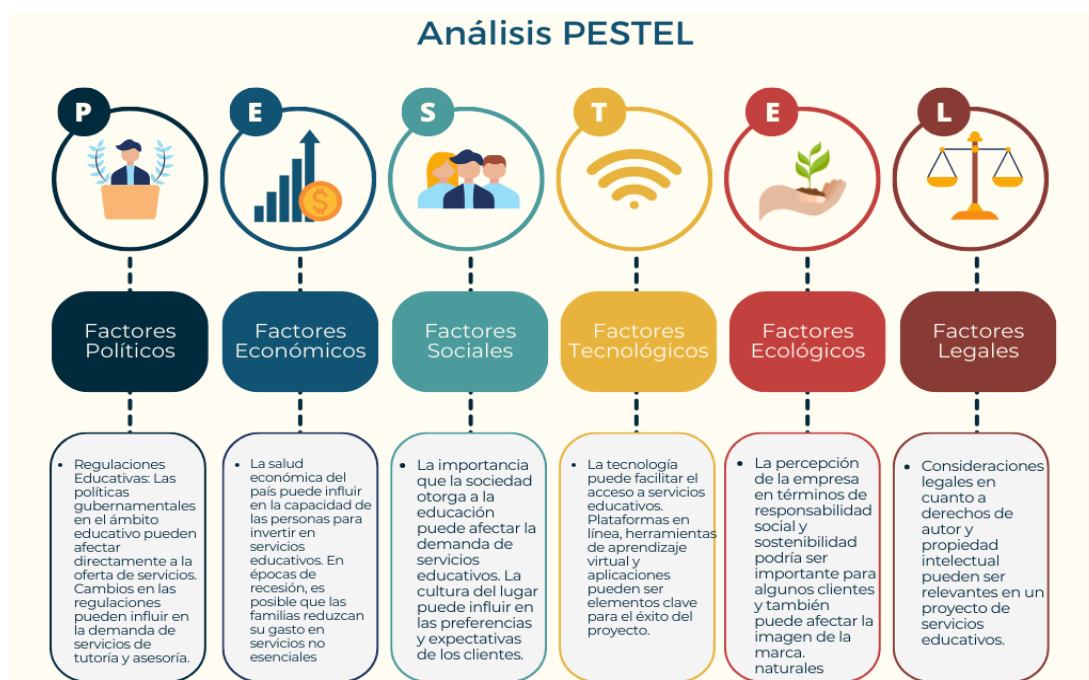 Análisis PESTEL
P
E
S
T
E
L
$
Factores
Políticos
Factores
Económicos
Factores
Sociales
Factores
Tecnológicos
Factores
Ecológicos
Factores
Legales
• Regulaciones
Educativas: Las
políticas
gubernamentales
en el ámbito
educativo pueden
afectar
directamente a la
oferta de servicios.
Cambios en las
regulaciones
pueden influir en
la demanda de
servicios de
tutoría y asesoría.
• La salud
económica del
país puede influir
en la capacidad de
las personas para
invertir en
servicios
educativos. En
épocas de
recesión, es
posible que las
familias reduzcan
su gasto en
servicios no
esenciales
• La importancia
que la sociedad
otorga a la
educación
puede afectar la
demanda de
servicios
educativos. La
cultura del lugar
puede influir en
las preferencias
y expectativas
de los clientes.
• La tecnología
puede facilitar el
acceso a servicios
educativos.
Plataformas en
línea, herramientas
de aprendizaje
virtual y
aplicaciones
pueden ser
elementos clave
para el éxito del
proyecto.
• La percepción
de la empresa
en términos de
responsabilidad
social y
sostenibilidad
podría ser
importante para
algunos clientes
y también
puede afectar la
imagen de la
marca.
naturales
• Consideraciones
legales en
cuanto a
derechos de
autor y
propiedad
intelectual
pueden ser
relevantes en un
proyecto de
servicios
educativos.